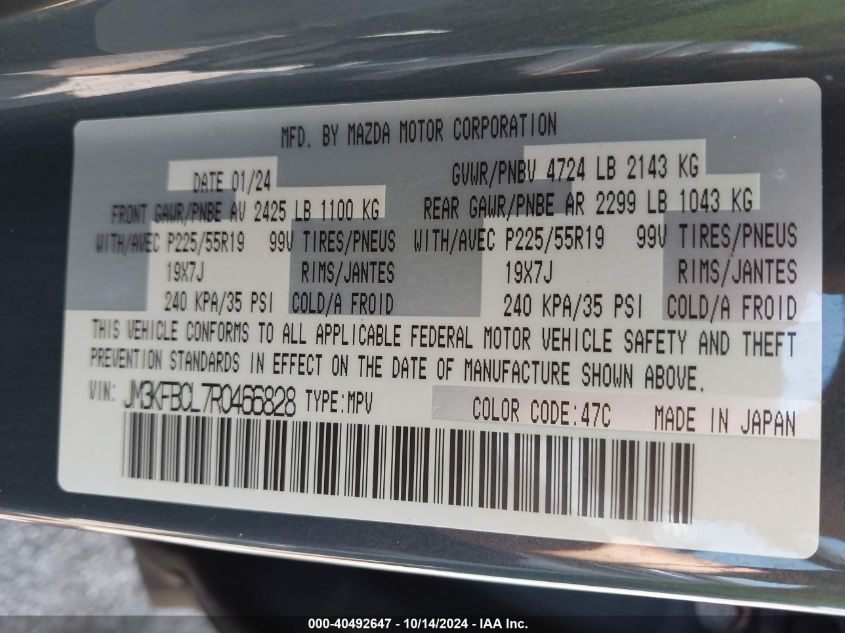 MFD. BY MAZDA MOTOR CORPORATION
DATE 01/24 GVWR/PNBV 4724 LB 2143 KG
FRONT GAWR/PNBE AV 2425 LB 1100 KG REAR GAWR/PNBE AR 2299 LB 1043 KG
WITH/AVEC P225/55R19 99V TIRES/PNEUS WITH/AVEC P225/55R19 99V TIRES/PNEUS
19X7J RIMS/JANTES 19X7J RIMS/JANTES
240 KPA/35 PSI COLD/A FROID 240 KPA/35 PSI COLD/A FROID
THIS VEHICLE CONFORMS TO ALL APPLICABLE FEDERAL MOTOR VEHICLE SAFETY AND THEFT
PREVENTION STANDARDS IN EFFECT ON THE DATE OF MANUFACTURE SHOWN ABOVE.
VIN: JM3KFBCL7R0466828 TYPE:MPV COLOR CODE:47C MADE IN JAPAN
000-40492647 - 10/14/2024 - IAA Inc.